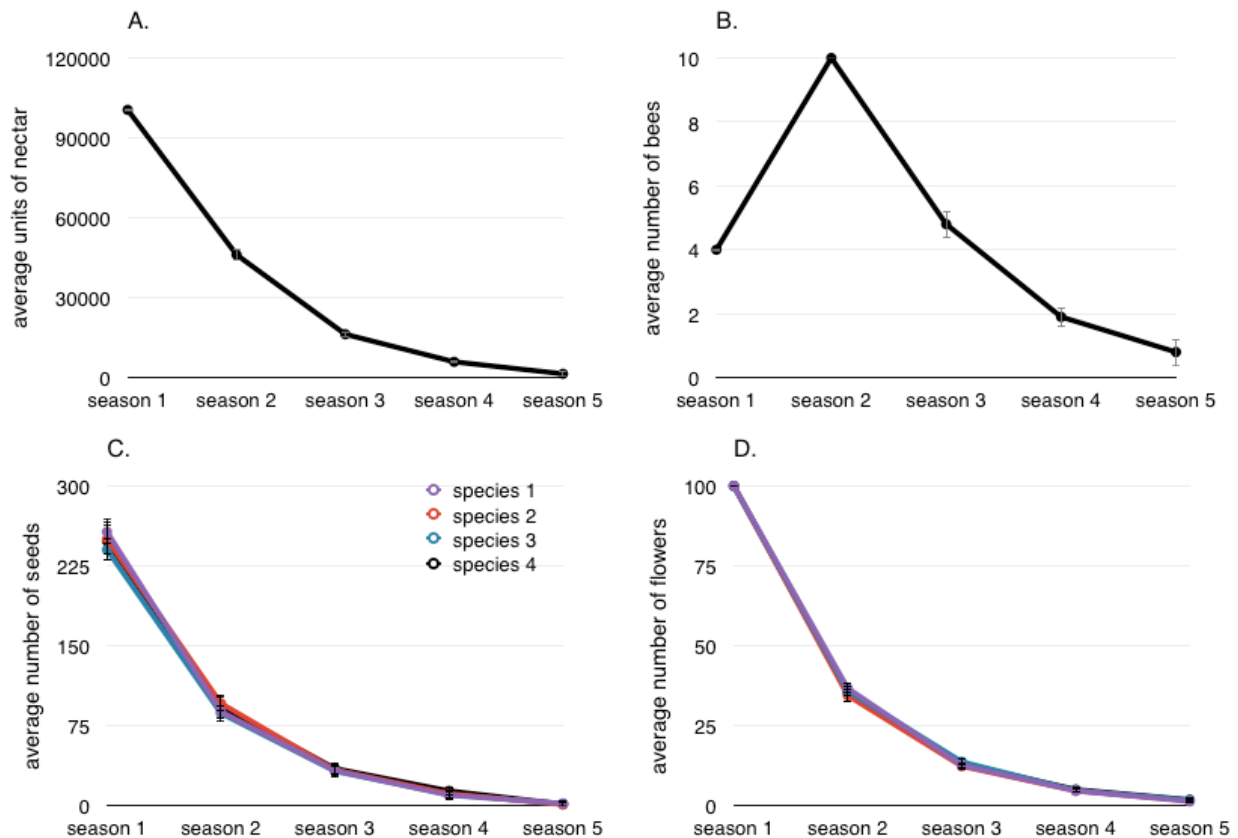 A.
120000
90000
60000
30000
0
average units of nectar
season 1 season 2 season 3 season 4 season 5
B.
10
8
6
4
2
0
average number of bees
season 1 season 2 season 3 season 4 season 5
C.
300
225
150
75
0
average number of seeds
species 1
species 2
species 3
species 4
season 1 season 2 season 3 season 4 season 5
D.
100
75
50
25
0
average number of flowers
season 1 season 2 season 3 season 4 season 5